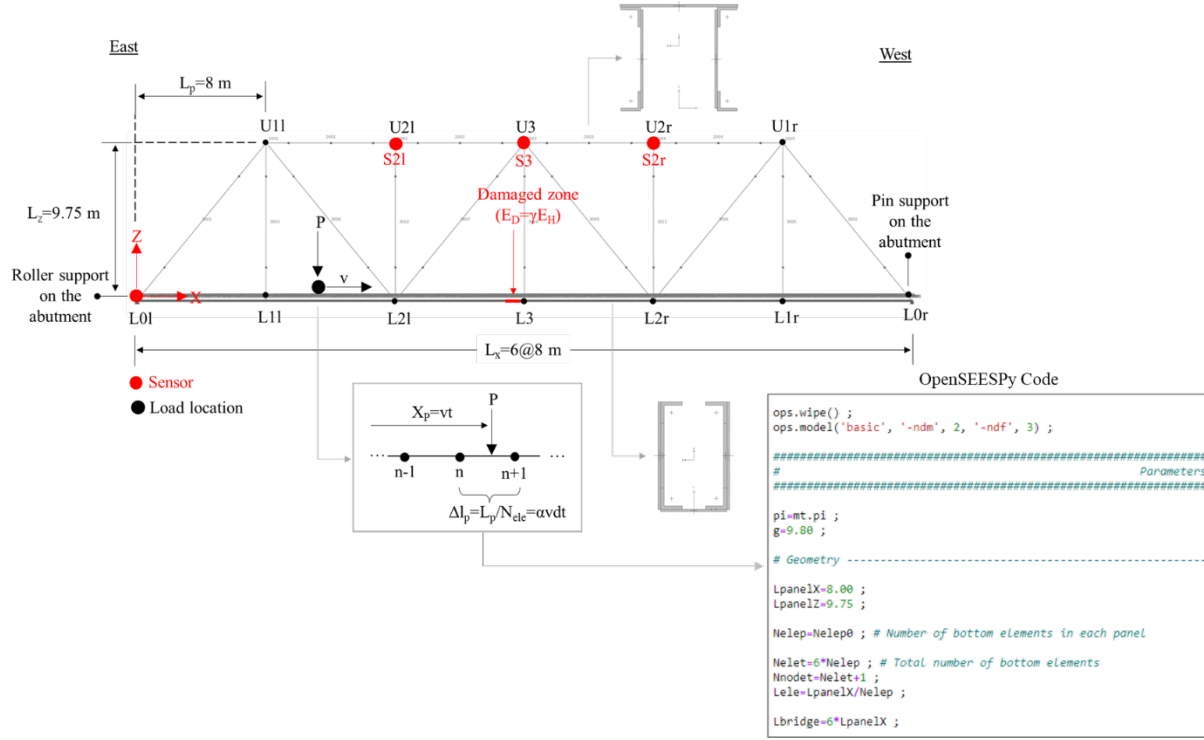 East
West
Lp=8 m
U1l
U2l
U3
U2r
U1r
S2l
S3
S2r
Damaged zone
(ED=γEH)
Lz=9.75 m
Z
P
v
Pin support
on the
abutment
Roller support
on the
abutment
X
L0l
L1l
L2l
L3
L2r
L1r
L0r
Lx=6@8 m
Sensor
Load location
XP=vt
P
n-1
n
n+1
Δlp=Lp/Nele=αvdt
OpenSEESPy Code
ops.wipe() ;
ops.model('basic', '-ndm', 2, '-ndf', 3) ;
################################################################
# Parameters
################################################################
pi=mt.pi ;
g=9.80 ;
# Geometry ------------------------------------------------------
LpanelX=8.00 ;
LpanelZ=9.75 ;
Nelep=Nelep0 ; # Number of bottom elements in each panel
Nelet=6*Nelep ; # Total number of bottom elements
Nnodet=Nelet+1 ;
Lele=LpanelX/Nelep ;
Lbridge=6*LpanelX ;